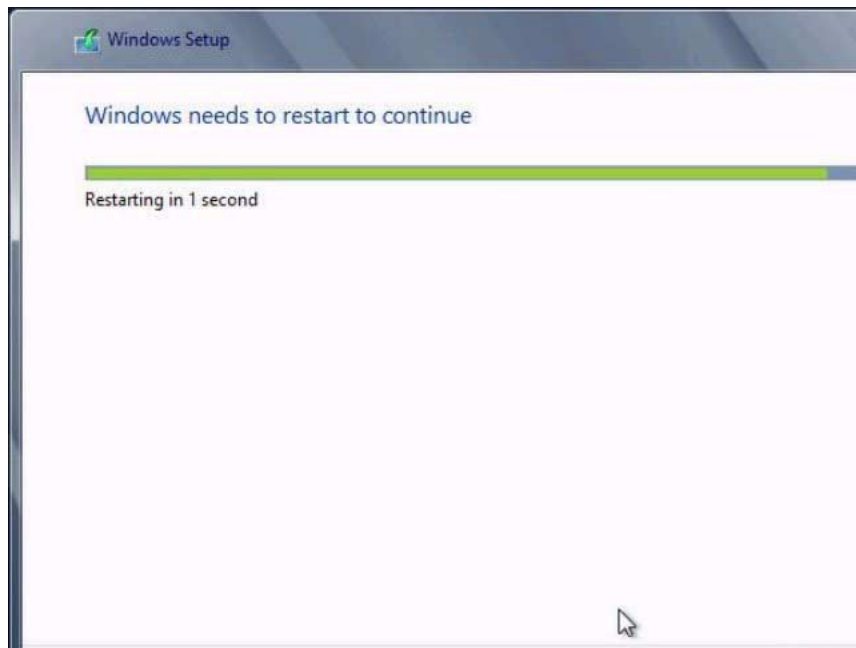 Windows Setup
Windows needs to restart to continue
Restarting in 1 second